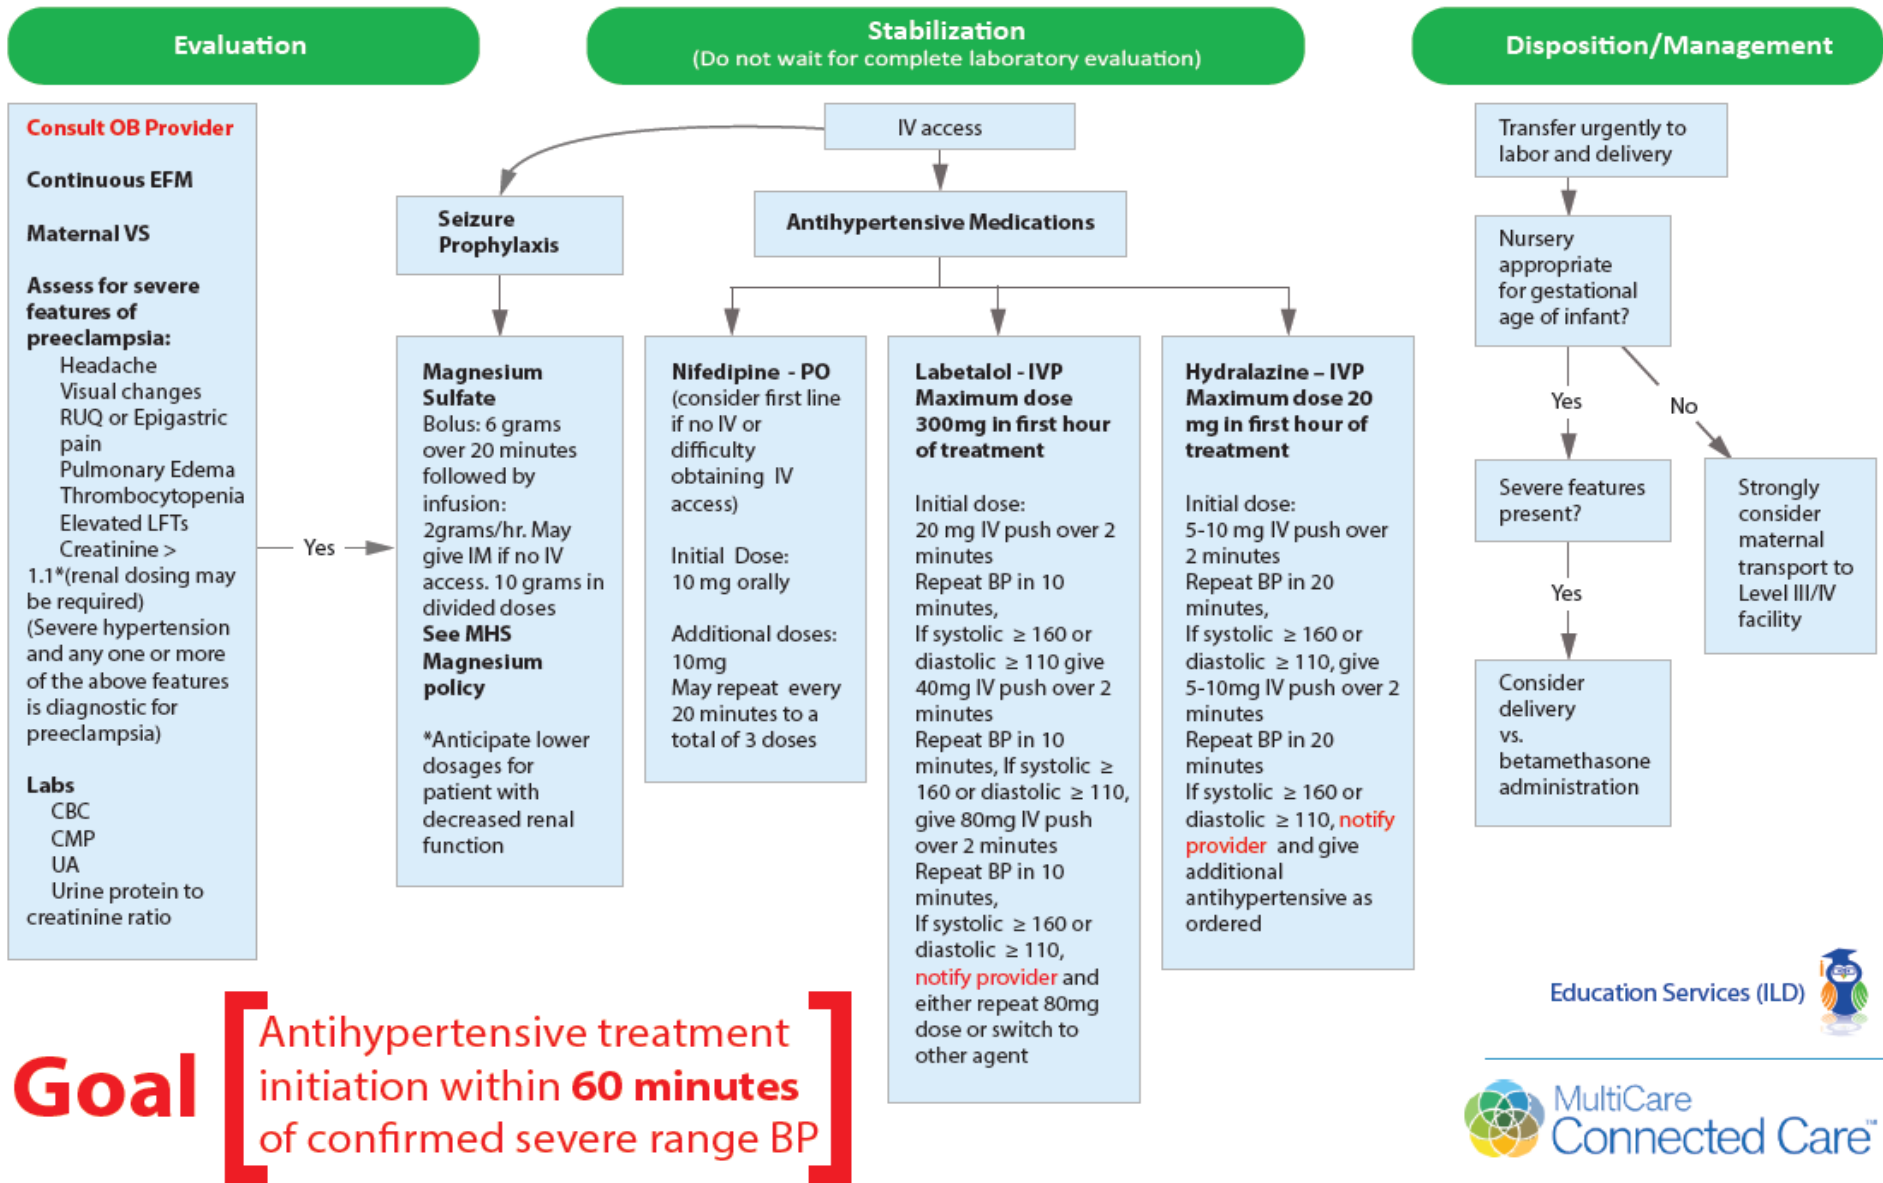 Evaluation
Stabilization
(Do not wait for complete laboratory evaluation)
Disposition/Management
Consult OB Provider
Continuous EFM
Maternal VS
Assess for severe
features of
preeclampsia:
Headache
Visual changes
RUQ or Epigastric
pain
Pulmonary Edema
Thrombocytopenia
Elevated LFTs
Creatinine >
1.1*(renal dosing may
be required)
(Severe hypertension
and any one or more
of the above features
is diagnostic for
preeclampsia)
Labs
CBC
CMP
UA
Urine protein to
creatinine ratio
Yes
IV access
Seizure
Prophylaxis
Antihypertensive Medications
Magnesium
Sulfate
Bolus: 6 grams
over 20 minutes
followed by
infusion:
2grams/hr. May
give IM if no IV
access. 10 grams in
divided doses
See MHS
Magnesium
policy
*Anticipate lower
dosages for
patient with
decreased renal
function
Nifedipine - PO
(consider first line
if no IV or
difficulty
obtaining IV
access)
Initial Dose:
10 mg orally
Additional doses:
10mg
May repeat every
20 minutes to a
total of 3 doses
Labetalol - IVP
Maximum dose
300mg in first hour
of treatment
Initial dose:
20 mg IV push over 2
minutes
Repeat BP in 10
minutes,
If systolic ≥ 160 or
diastolic ≥ 110 give
40mg IV push over 2
minutes
Repeat BP in 10
minutes, If systolic ≥
160 or diastolic ≥ 110,
give 80mg IV push
over 2 minutes
Repeat BP in 10
minutes,
If systolic ≥ 160 or
diastolic ≥ 110,
notify provider and
either repeat 80mg
dose or switch to
other agent
Hydralazine – IVP
Maximum dose 20
mg in first hour of
treatment
Initial dose:
5-10 mg IV push over
2 minutes
Repeat BP in 20
minutes,
If systolic ≥ 160 or
diastolic ≥ 110, give
5-10mg IV push over 2
minutes
Repeat BP in 20
minutes
If systolic ≥ 160 or
diastolic ≥ 110, notify
provider and give
additional
antihypertensive as
ordered
Transfer urgently to
labor and delivery
Nursery
appropriate
for gestational
age of infant?
Yes
No
Severe features
present?
Strongly
consider
maternal
transport to
Level III/IV
facility
Yes
Consider
delivery
vs.
betamethasone
administration
Goal
Antihypertensive treatment
initiation within 60 minutes
of confirmed severe range BP
Education Services (ILD)
MultiCare
Connected Care™